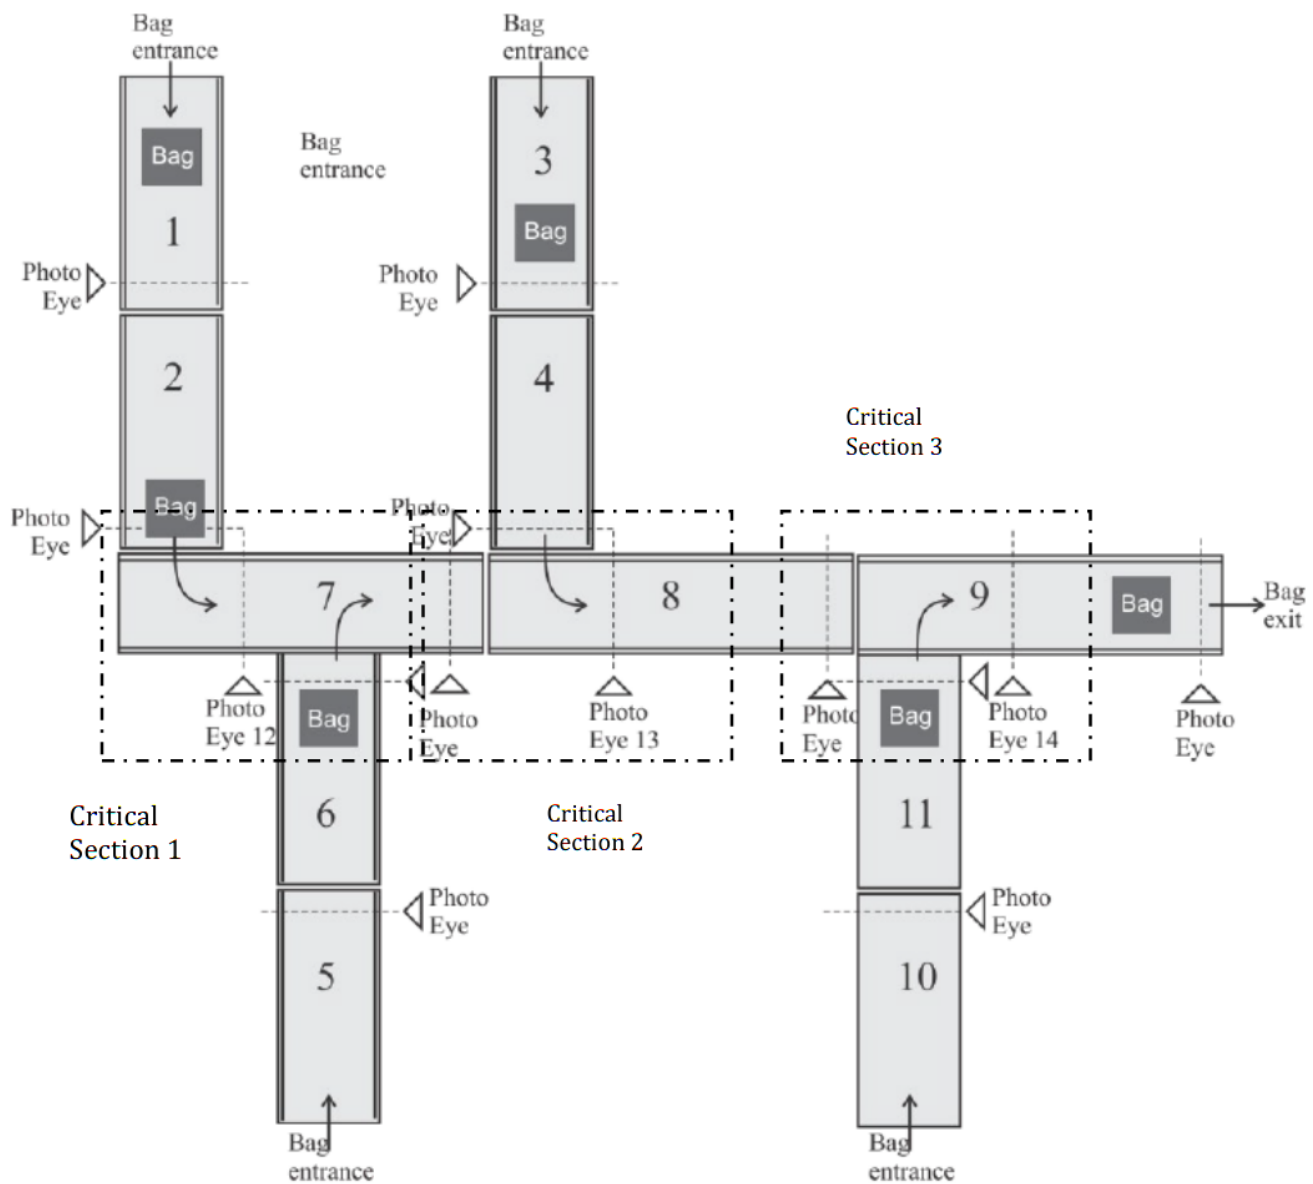 Bag
entrance
Bag
entrance
Bag
Bag
entrance
3
1
Bag
Photo
Eye
Photo
Eye
2
4
Critical
Section 3
Bag
Photo
Eye
Photo
Eye
7
8
9
Bag
Bag
exit
Photo
Eye 12
Bag
Photo
Eye
Photo
Eye 13
Photo
Eye
Bag
Photo
Eye 14
Photo
Eye
Critical
Section 1
6
Critical
Section 2
11
Photo
Eye
Photo
Eye
5
10
Bag
entrance
Bag
entrance